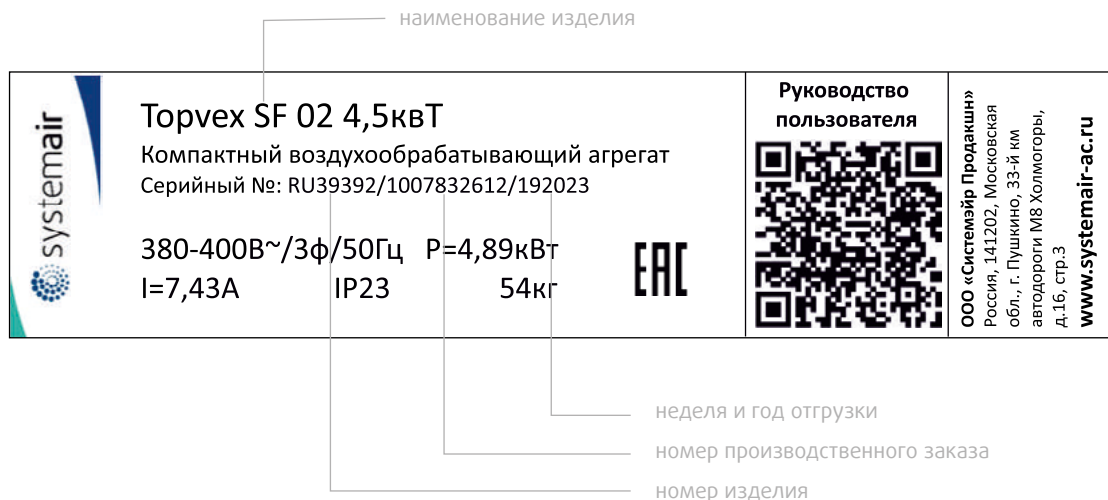 наименование изделия
systemair
Topvex SF 02 4,5квТ
Компактный воздухообрабатывающий агрегат
Серийный №: RU39392/1007832612/192023
380-400В~/3ф/50Гц P=4,89кВт
I=7,43А IP23 54кг
EAC
Руководство
пользователя
ООО «Системэйр Продакшн»
Россия, 141202, Московская
обл., г. Пушкино, 33-й км
автодороги М8 Холмогоры,
д.16, стр.3
www.systemair-ac.ru
неделя и год отгрузки
номер производственного заказа
номер изделия